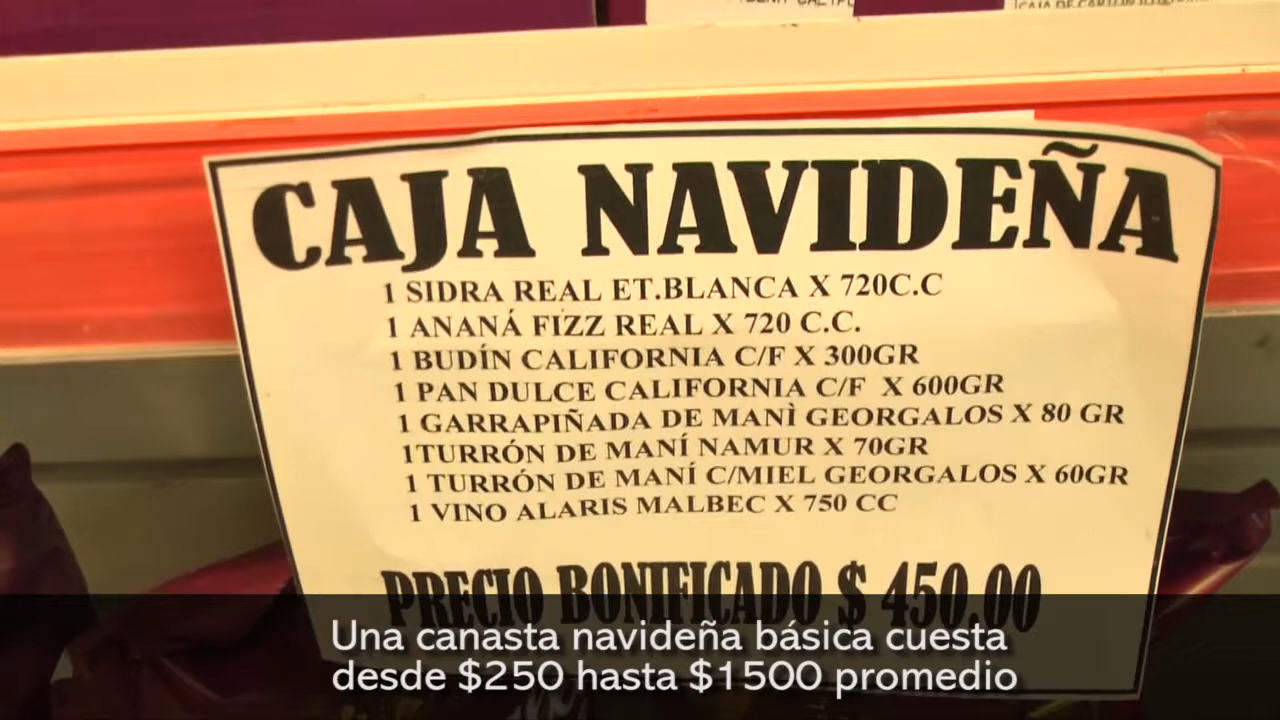 CAJA NAVIDEÑA
1 SIDRA REAL ET.BLANCA X 720C.C
1 ANANÁ FIZZ REAL X 720 C.C.
1 BUDÍN CALIFORNIA C/F X 300GR
1 PAN DULCE CALIFORNIA C/F X 600GR
1 GARRAPIÑADA DE MANÌ GEORGALOS X 80 GR
1TURRÓN DE MANÍ NAMUR X 70GR
1 TURRÓN DE MANÍ C/MIEL GEORGALOS X 60GR
1 VINO ALARIS MALBEC X 750 CC
PRECIO BONIFICADO $ 450.00
Una canasta navideña básica cuesta
desde $250 hasta $1500 promedio